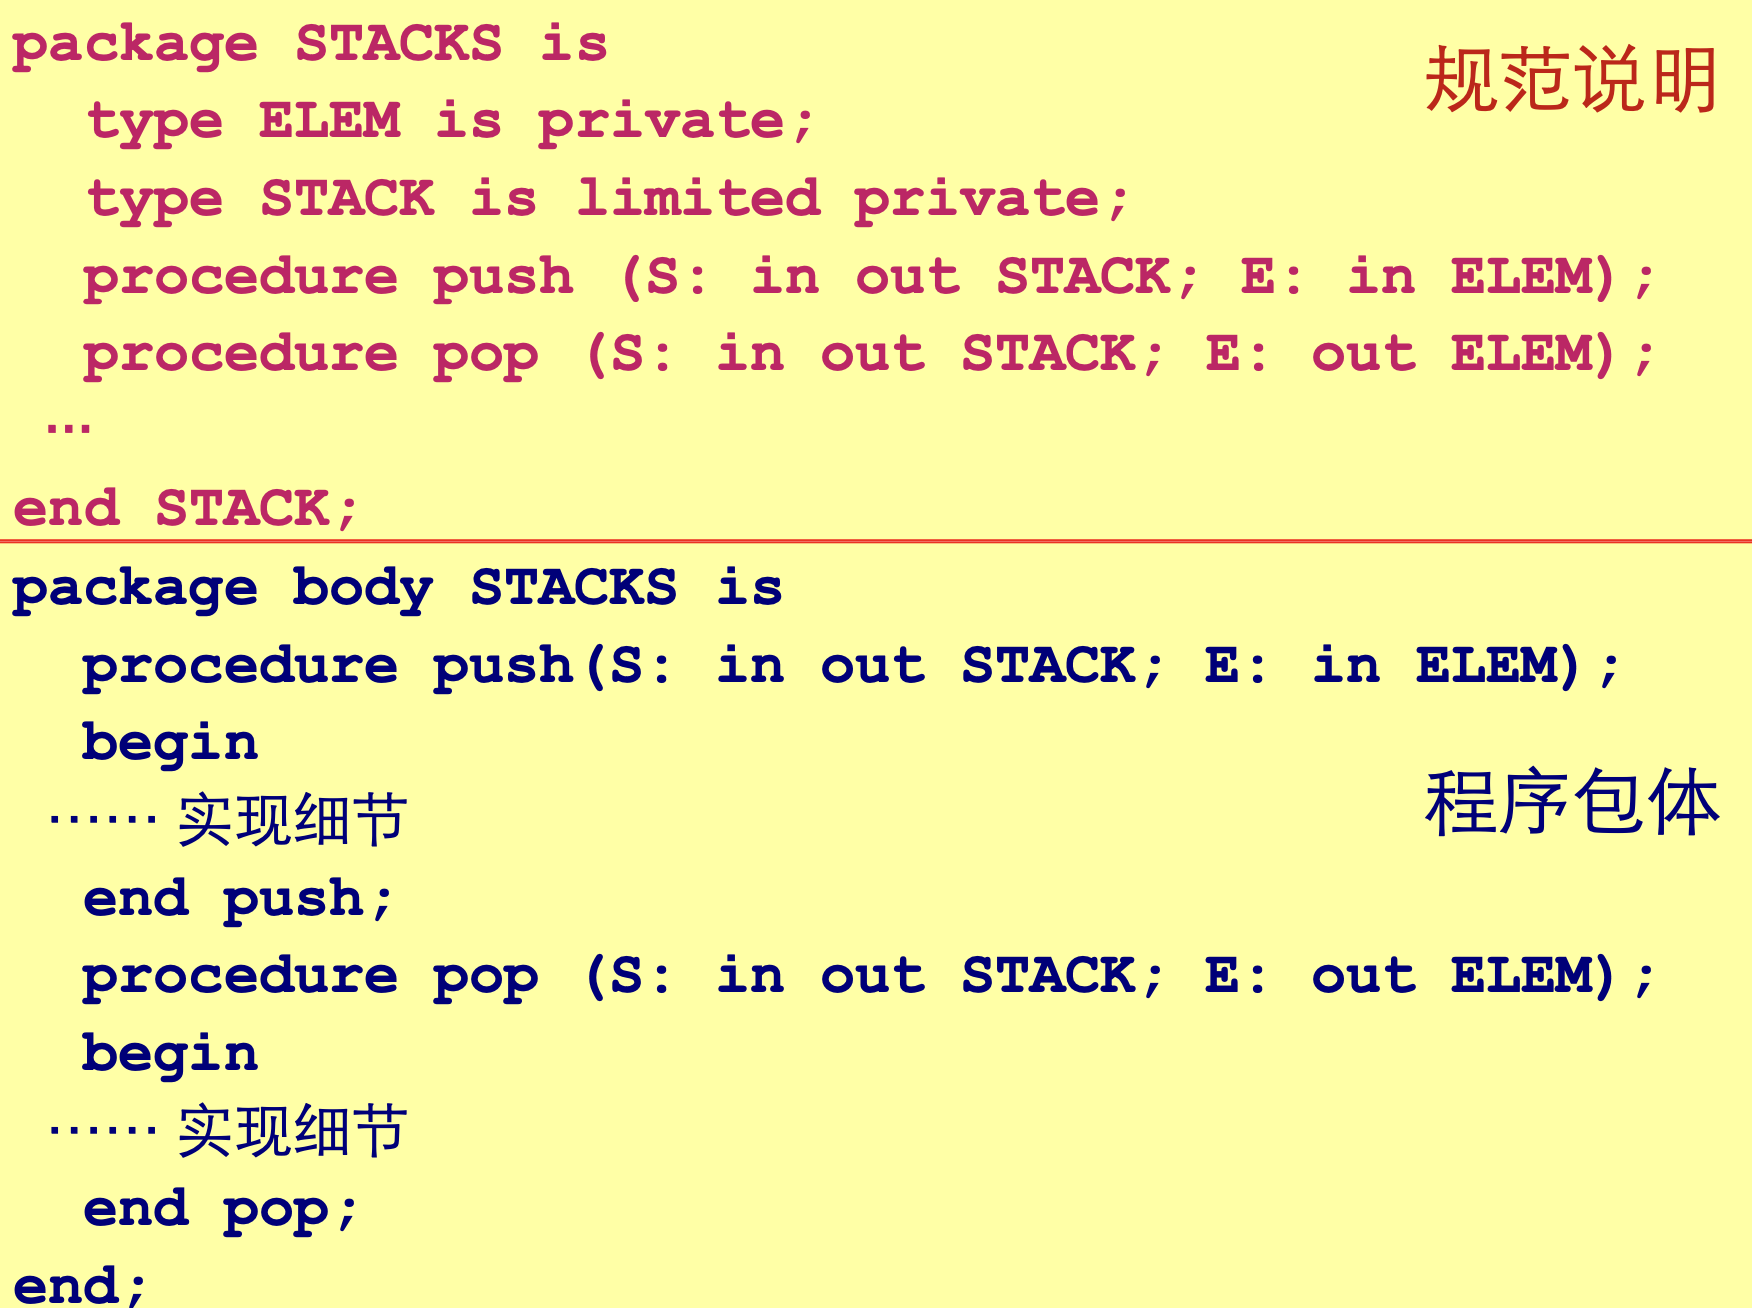 package STACKS is
规范说明
type ELEM is private;
type STACK is limited private;
procedure push (S: in out STACK; E: in ELEM);
procedure pop (S: in out STACK; E: out ELEM);
…
end STACK;
package body STACKS is
procedure push(S: in out STACK; E: in ELEM);
begin
程序包体
…… 实现细节
end push;
procedure pop (S: in out STACK; E: out ELEM);
begin
…… 实现细节
end pop;
end;